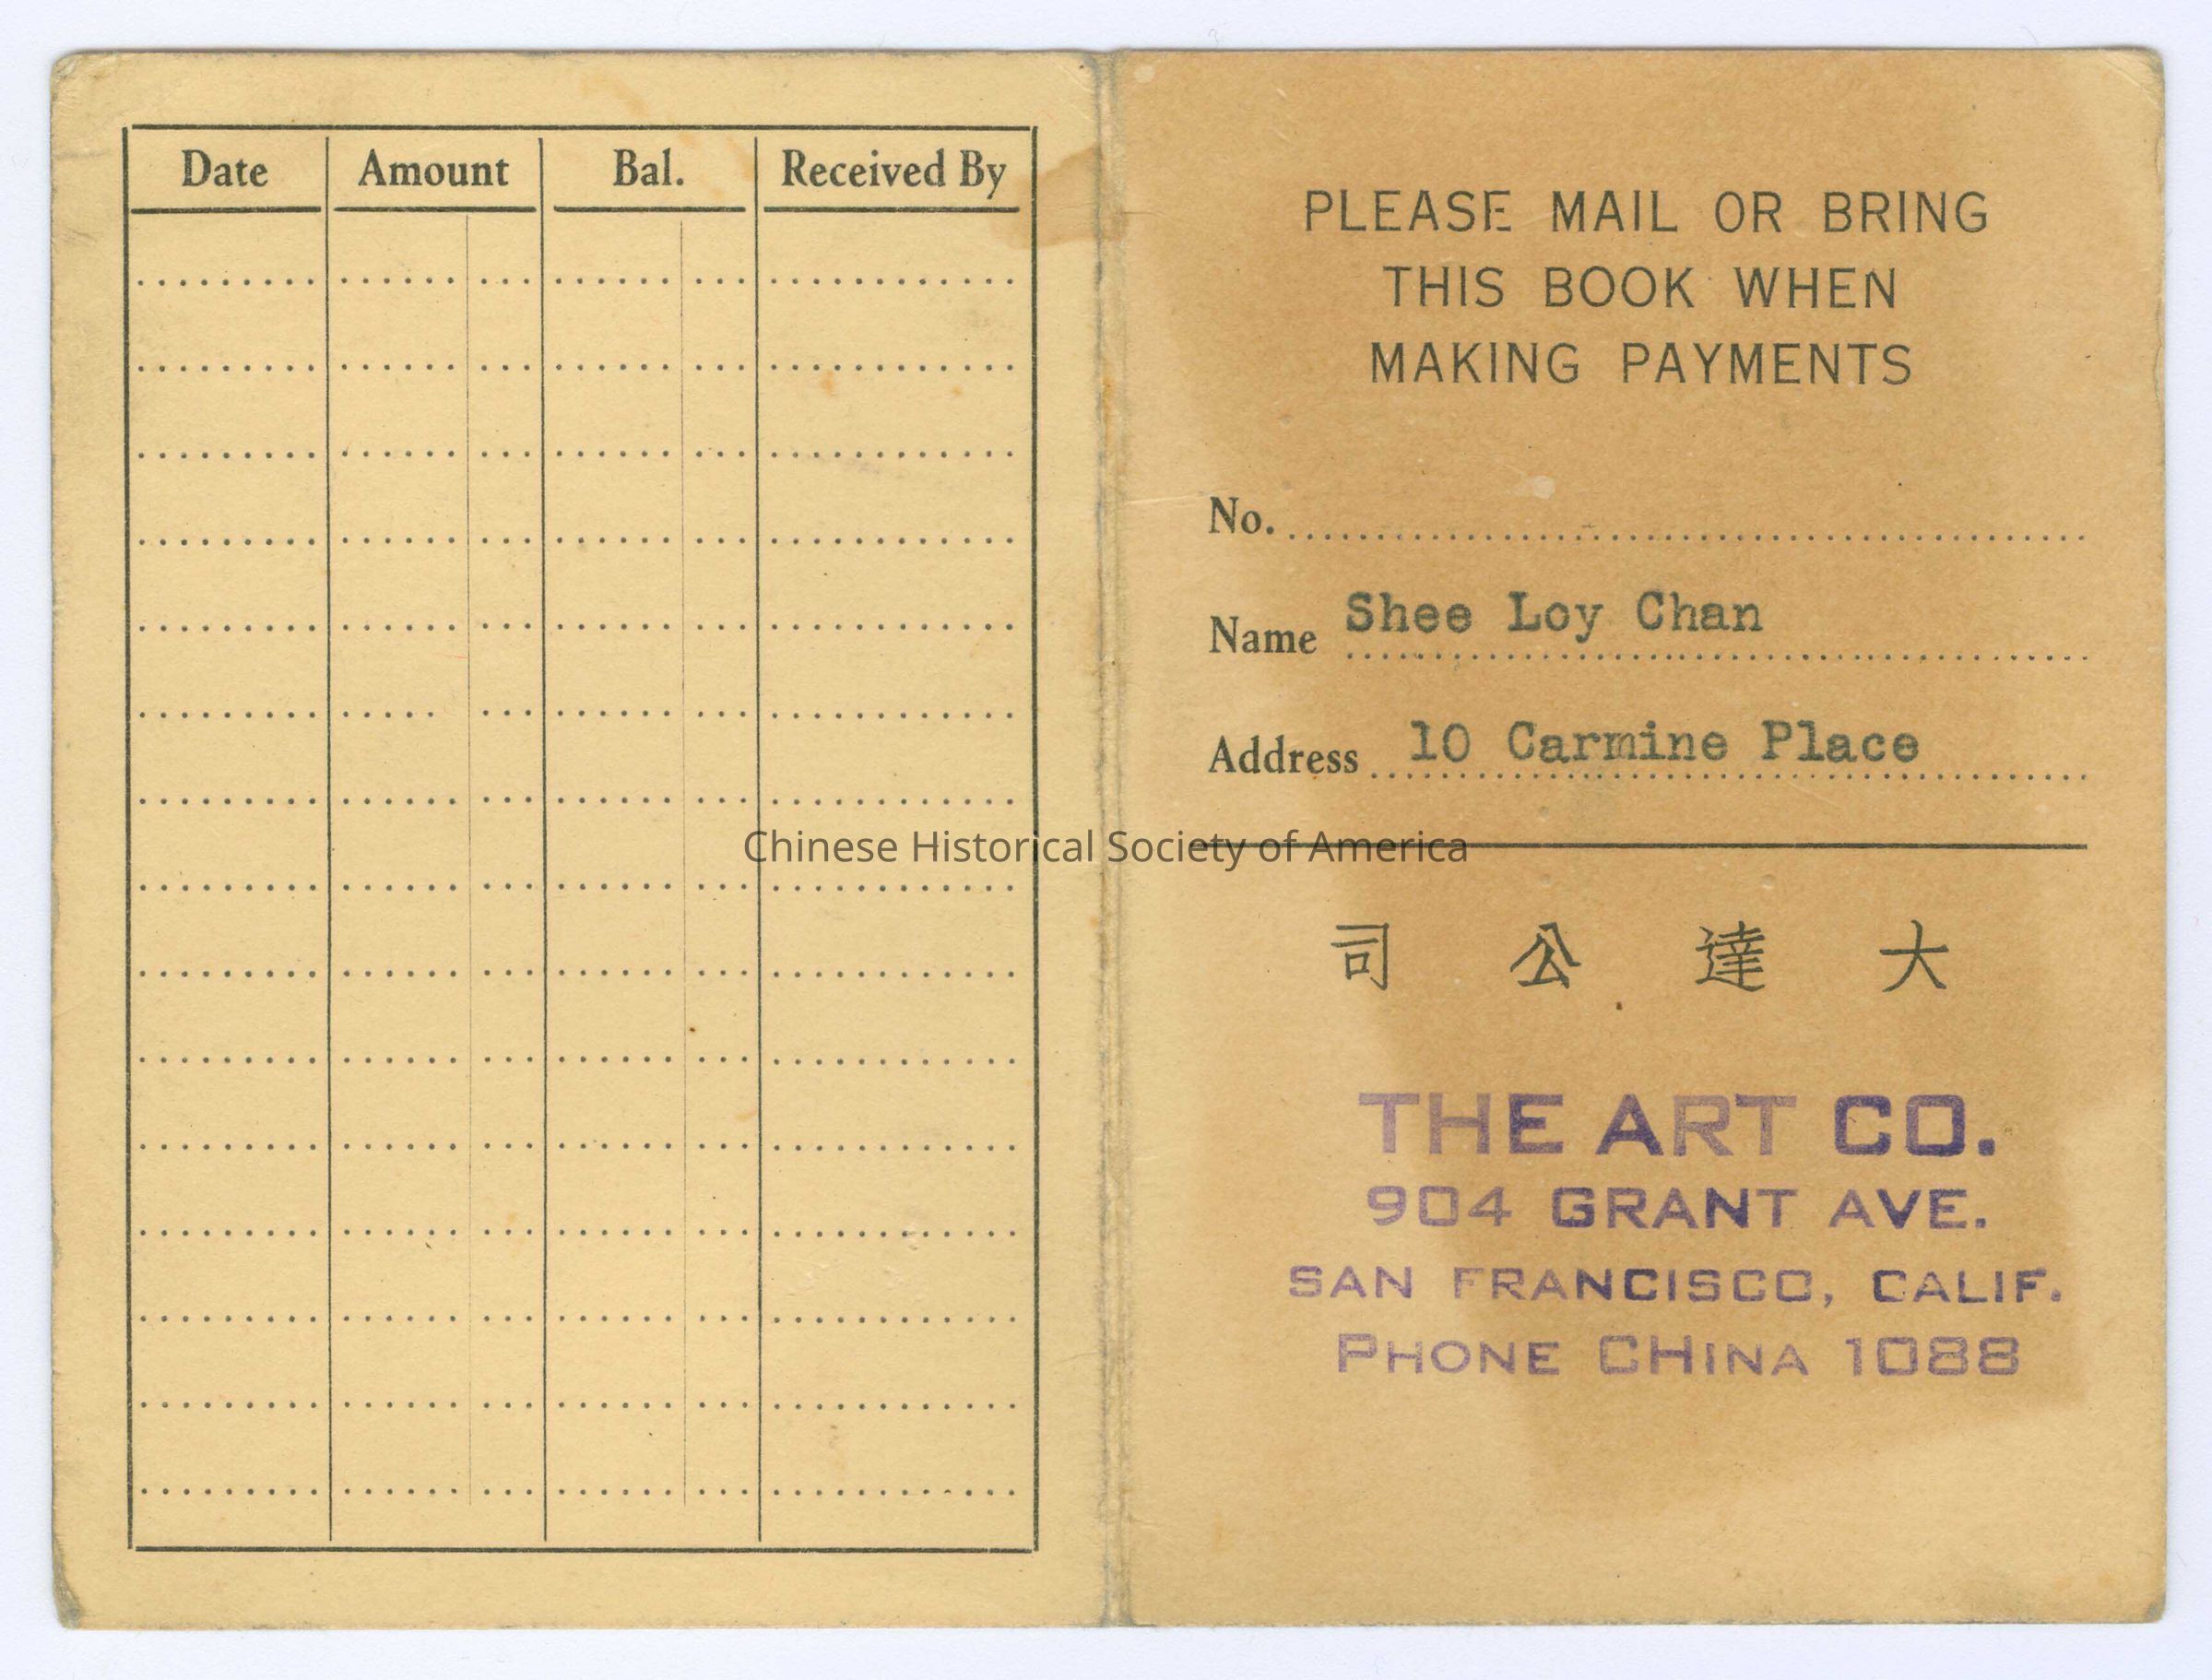 Date Amount Bal. Received By
PLEASE MAIL OR BRING
THIS BOOK WHEN
MAKING PAYMENTS
No.
Name Shee Loy Chan
Address 10 Carmine Place
Chinese Historical Society of America
司 公 達 大
THE ART CO.
904 GRANT AVE.
SAN FRANCISCO, CALIF.
PHONE CHINA 1088